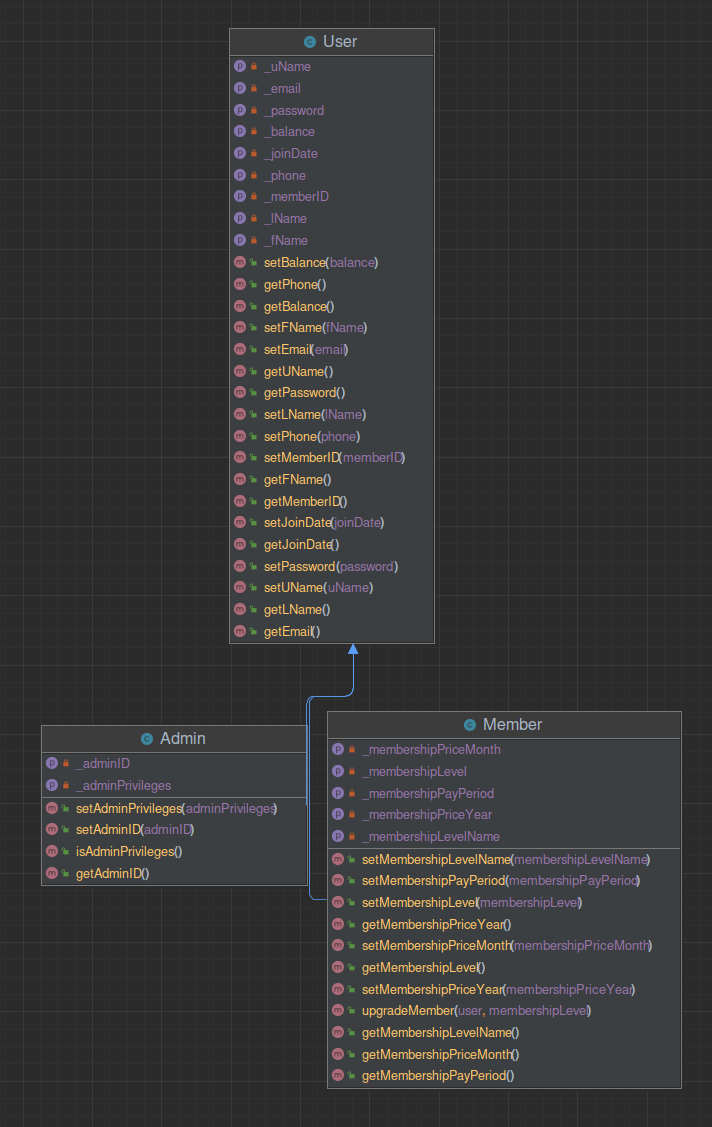 User
_uName
_email
_password
_balance
_joinDate
_phone
_memberID
_lName
_fName
setBalance(balance)
getPhone()
getBalance()
setFName(fName)
setEmail(email)
getUName()
getPassword()
setLName(lName)
setPhone(phone)
setMemberID(memberID)
getFName()
getMemberID()
setJoinDate(joinDate)
getJoinDate()
setPassword(password)
setUName(uName)
getLName()
getEmail()
Admin
_adminID
_adminPrivileges
setAdminPrivileges(adminPrivileges)
setAdminID(adminID)
isAdminPrivileges()
getAdminID()
Member
_membershipPriceMonth
_membershipLevel
_membershipPayPeriod
_membershipPriceYear
_membershipLevelName
setMembershipLevelName(membershipLevelName)
setMembershipPayPeriod(membershipPayPeriod)
setMembershipLevel(membershipLevel)
getMembershipPriceYear()
setMembershipPriceMonth(membershipPriceMonth)
getMembershipLevel()
setMembershipPriceYear(membershipPriceYear)
upgradeMember(user, membershipLevel)
getMembershipLevelName()
getMembershipPriceMonth()
getMembershipPayPeriod()